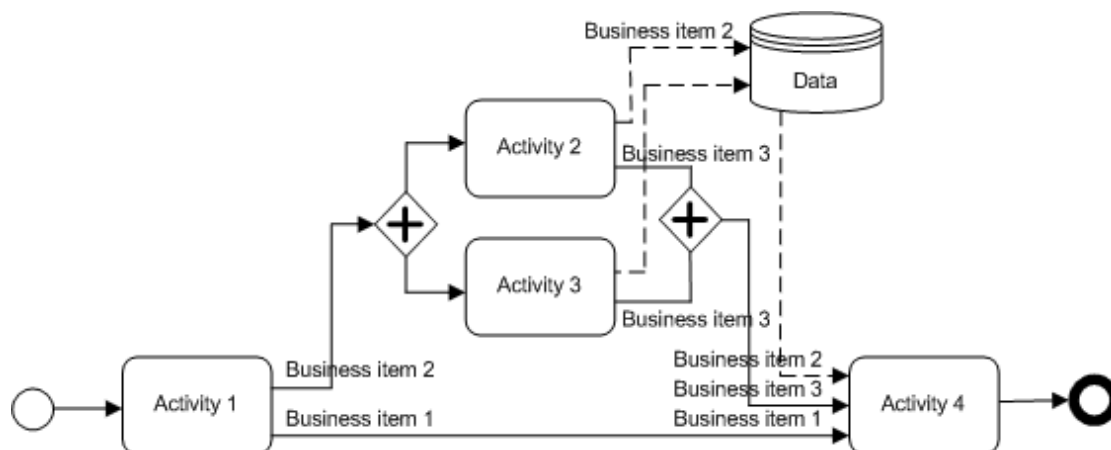 Business item 2
Data
Activity 2
Business item 3
Activity 3
Business item 3
Business item 2
Business item 2
Activity 1
Business item 3
Activity 4
Business item 1
Business item 1